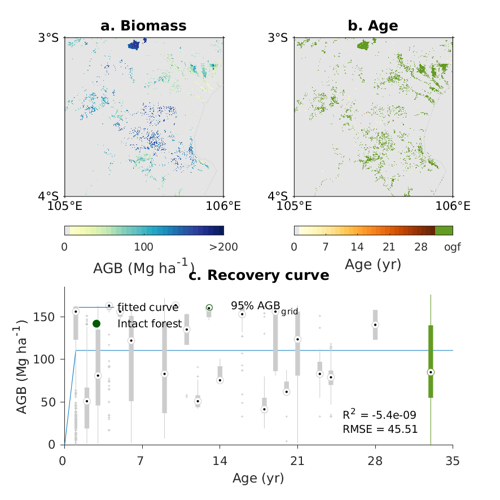 a. Biomass
b. Age
3°S
4°S
105°E
106°E
3°S
4°S
105°E
106°E
0
100
>200
AGB (Mg ha⁻¹)
0
7
14
21
28
ogf
Age (yr)
c. Recovery curve
fitted curve
Intact forest
95% AGB_grid
150
100
50
0
AGB (Mg ha⁻¹)
R² = -5.4e-09
RMSE = 45.51
0
7
14
21
28
35
Age (yr)